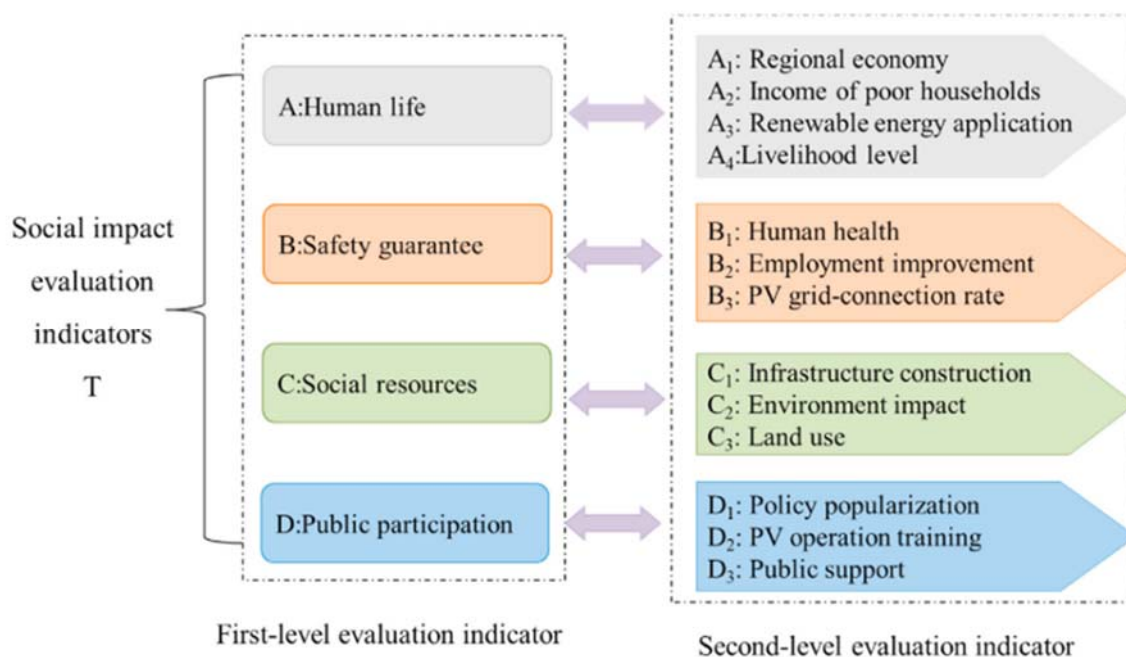 Social impact
evaluation
indicators
T
A:Human life
B:Safety guarantee
C:Social resources
D:Public participation
First-level evaluation indicator
A₁: Regional economy
A₂: Income of poor households
A₃: Renewable energy application
A₄:Livelihood level
B₁: Human health
B₂: Employment improvement
B₃: PV grid-connection rate
C₁: Infrastructure construction
C₂: Environment impact
C₃: Land use
D₁: Policy popularization
D₂: PV operation training
D₃: Public support
Second-level evaluation indicator